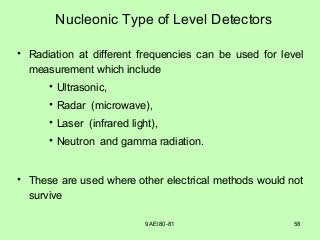 Nucleonic Type of Level Detectors
• Radiation at different frequencies can be used for level
measurement which include
• Ultrasonic,
• Radar (microwave),
• Laser (infrared light),
• Neutron and gamma radiation.
• These are used where other electrical methods would not
survive
9AEI80-81
58